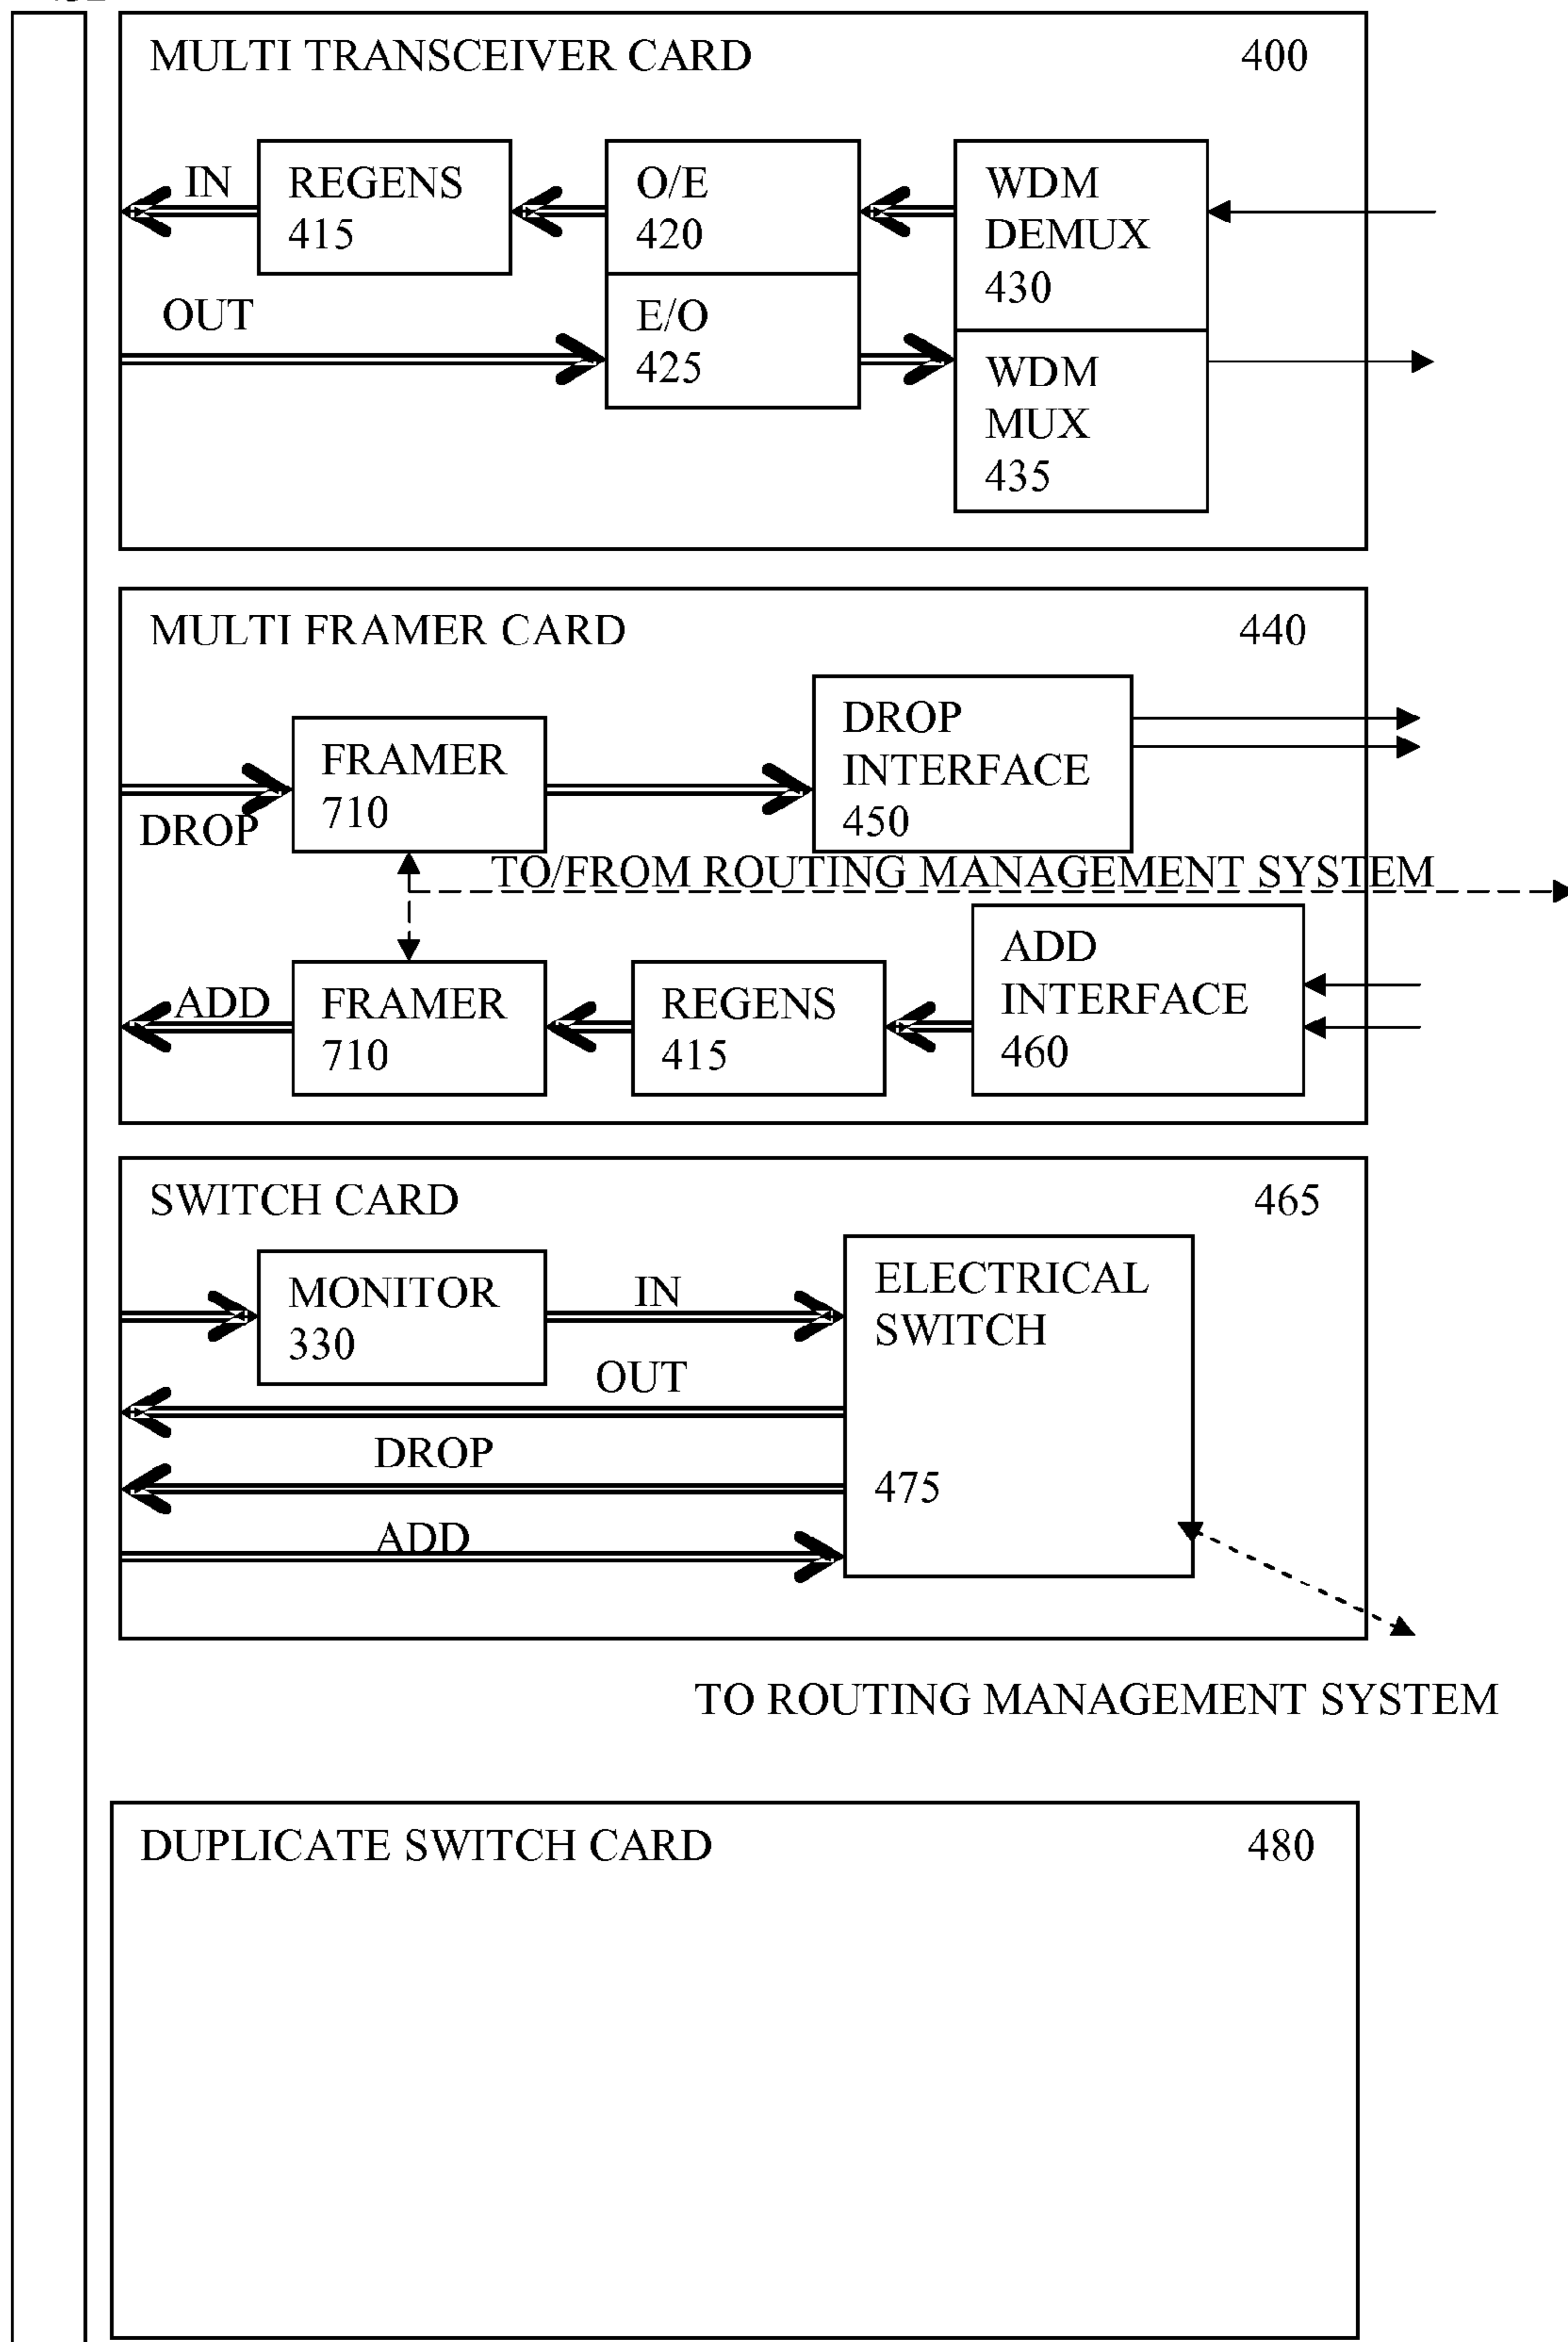 MULTI TRANSCEIVER CARD 400
IN
REGENS
415
O/E
420
WDM
DEMUX
430
OUT
E/O
425
WDM
MUX
435
MULTI FRAMER CARD 440
DROP
FRAMER
710
DROP
INTERFACE
450
TO/FROM ROUTING MANAGEMENT SYSTEM
ADD
FRAMER
710
REGENS
415
ADD
INTERFACE
460
SWITCH CARD 465
MONITOR
330
IN
ELECTRICAL
SWITCH
OUT
DROP
475
ADD
TO ROUTING MANAGEMENT SYSTEM
DUPLICATE SWITCH CARD 480